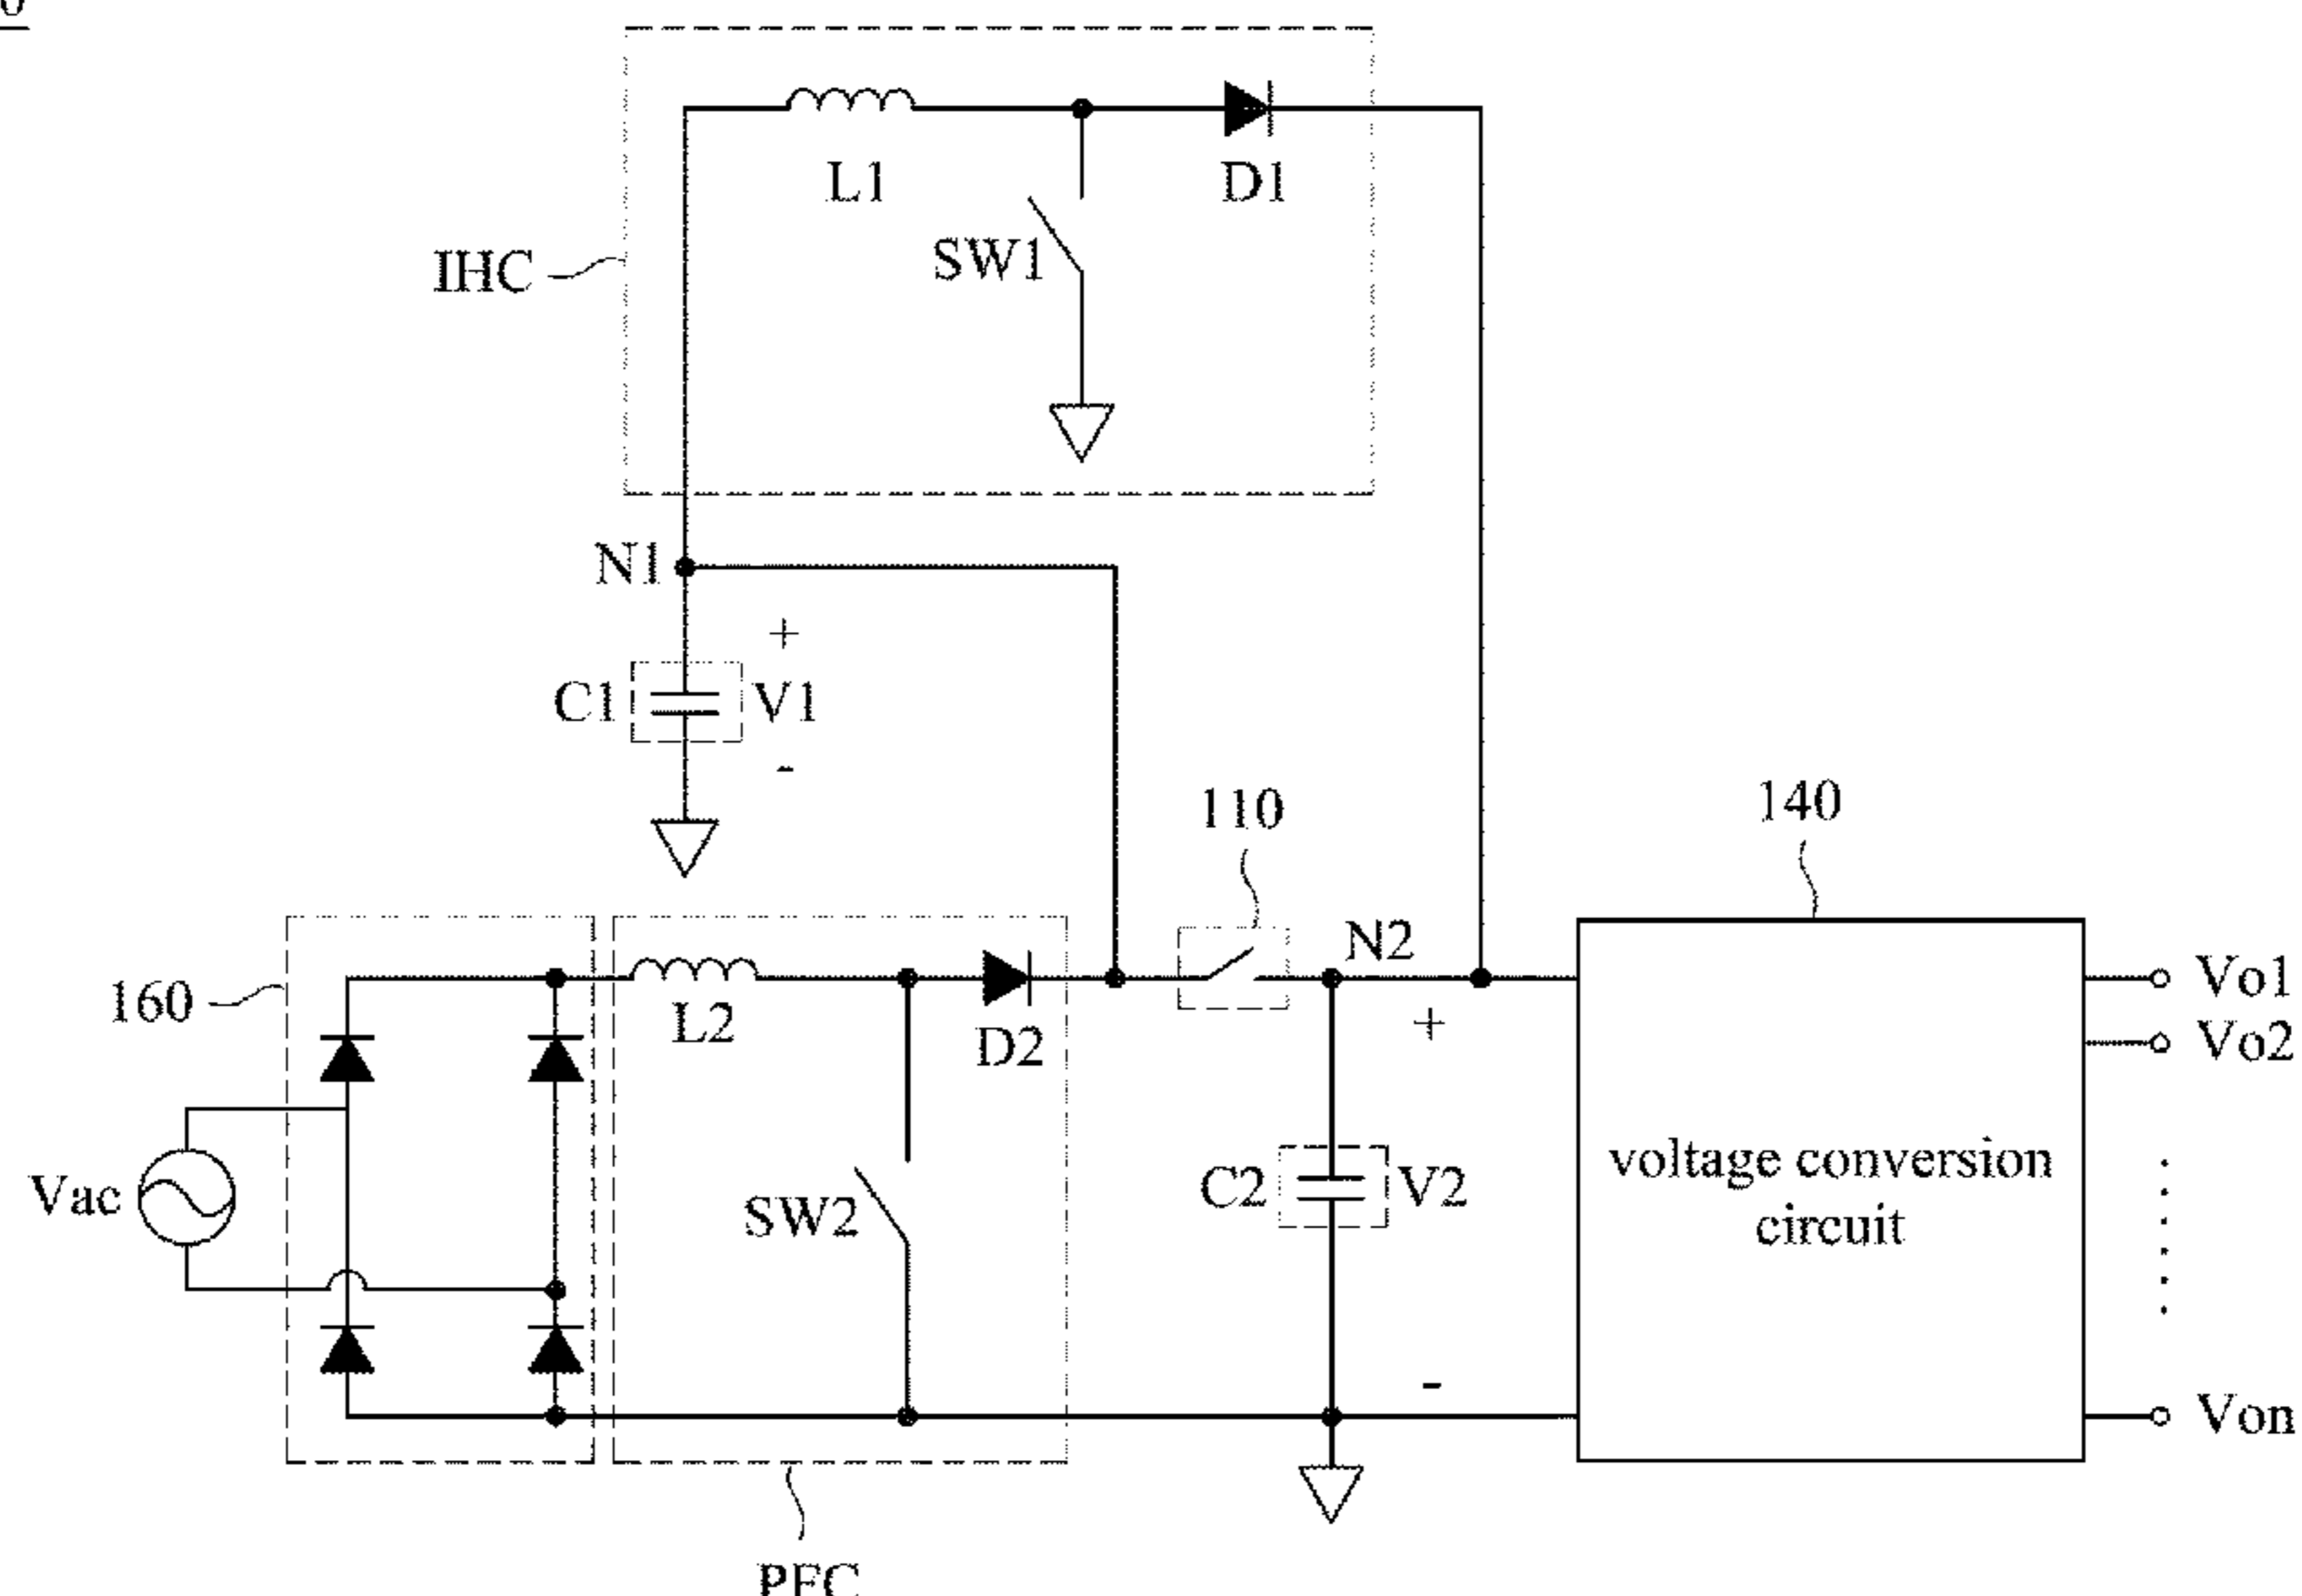 L1
D1
SW1
IHC
N1
+
C1
V1
-
110
140
N2
160
L2
D2
+
Vo1
Vo2
Vac
SW2
C2
V2
voltage conversion
circuit
-
Von
PFC